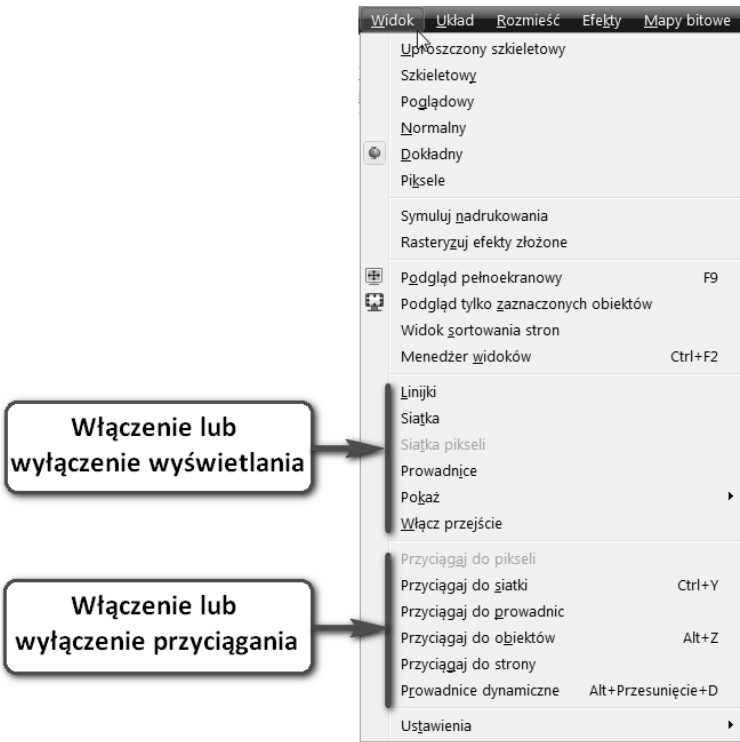 Widok Układ Rozmieść Efekty Mapy bitowe
Uproszczony szkieletowy
Szkieletowy
Poglądowy
Normalny
Dokładny
Piksele
Symuluj nadrukowania
Rasteryzuj efekty złożone
Podgląd pełnoekranowy F9
Podgląd tylko zaznaczonych obiektów
Widok sortowania stron
Menedżer widoków Ctrl+F2
Włączenie lub
wyłączenie wyświetlania
Linijki
Siatka
Siatka pikseli
Prowadnice
Pokaż
Włącz przejście
Włączenie lub
wyłączenie przyciągania
Przyciągaj do pikseli
Przyciągaj do siatki Ctrl+Y
Przyciągaj do prowadnic
Przyciągaj do obiektów Alt+Z
Przyciągaj do strony
Prowadnice dynamiczne Alt+Przesunięcie+D
Ustawienia